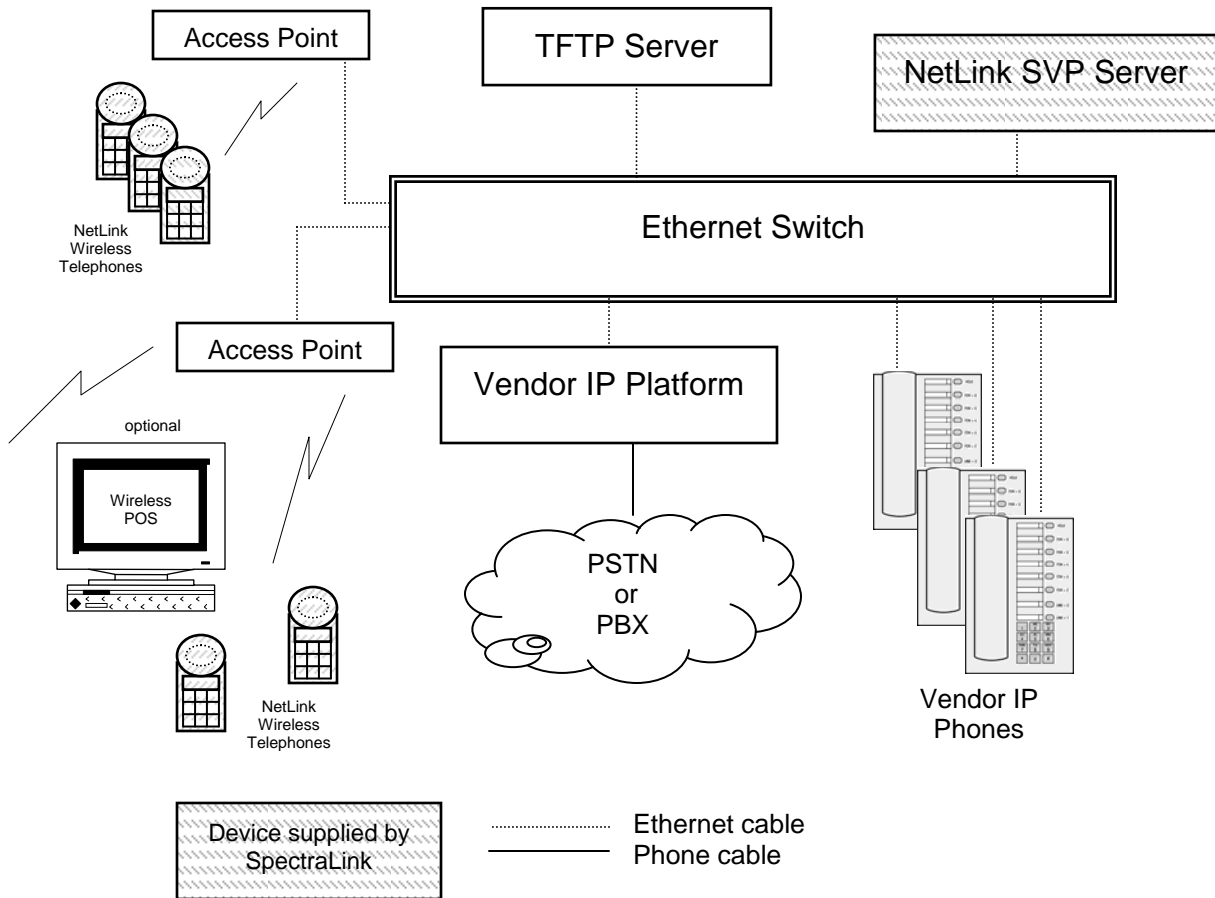 Access Point
TFTP Server
NetLink SVP Server
Ethernet Switch
NetLink
Wireless
Telephones
Access Point
Vendor IP Platform
optional
Wireless
POS
PSTN
or
PBX
NetLink
Wireless
Telephones
Vendor IP
Phones
Device supplied by
SpectraLink
Ethernet cable
Phone cable